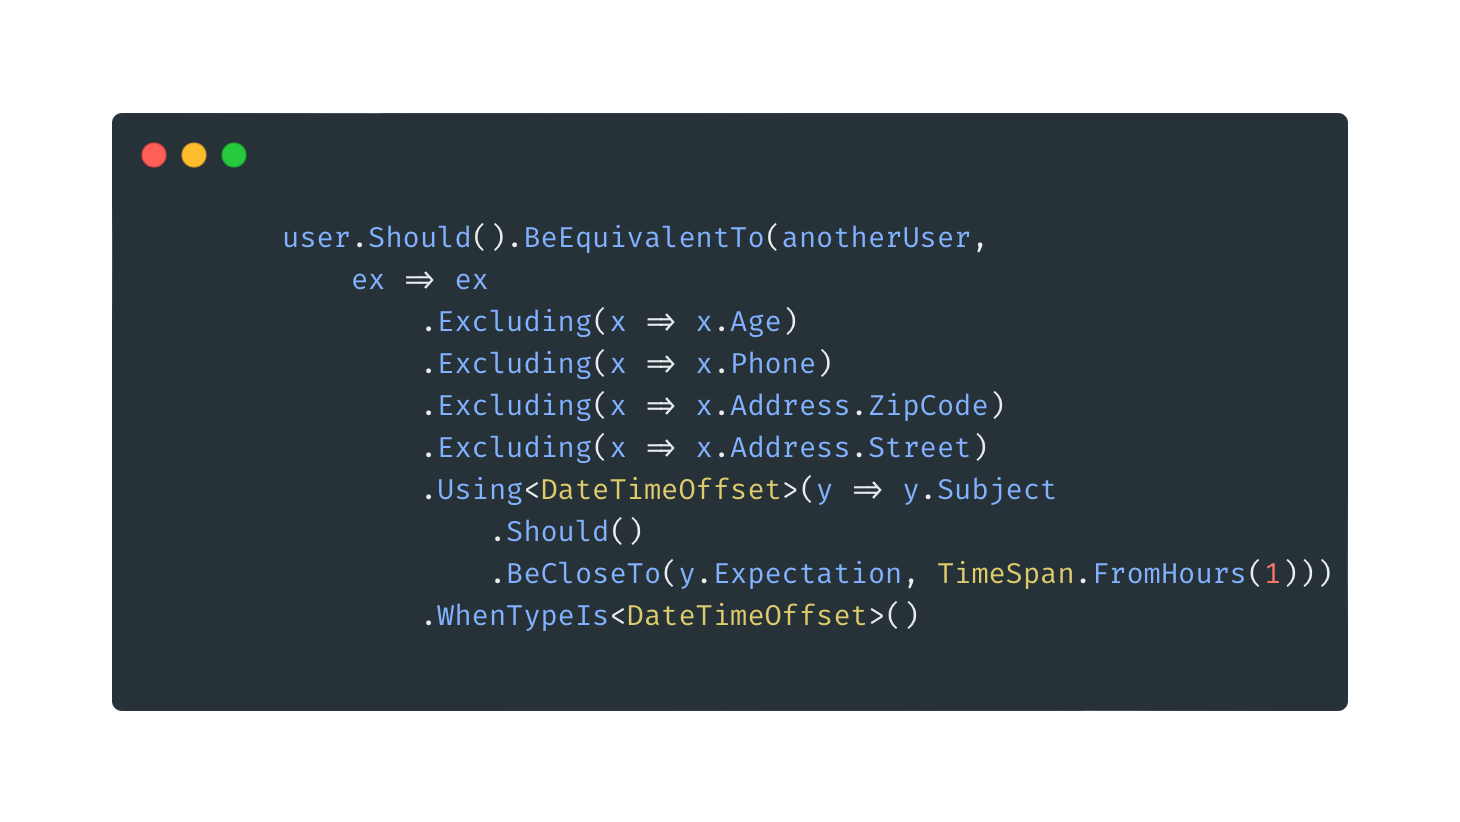 user.Should().BeEquivalentTo(anotherUser,
    ex => ex
        .Excluding(x => x.Age)
        .Excluding(x => x.Phone)
        .Excluding(x => x.Address.ZipCode)
        .Excluding(x => x.Address.Street)
        .Using<DateTimeOffset>(y => y.Subject
            .Should()
            .BeCloseTo(y.Expectation, TimeSpan.FromHours(1)))
        .WhenTypeIs<DateTimeOffset>()